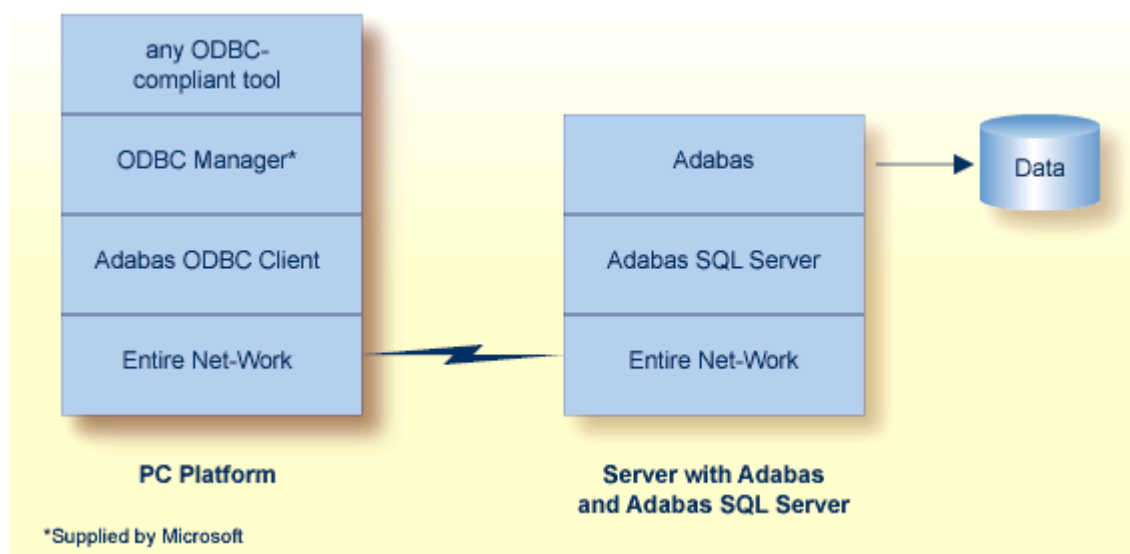 any ODBC-
compliant tool
ODBC Manager*
Adabas ODBC Client
Entire Net-Work
PC Platform
*Supplied by Microsoft
Adabas
Adabas SQL Server
Entire Net-Work
Server with Adabas
and Adabas SQL Server
Data